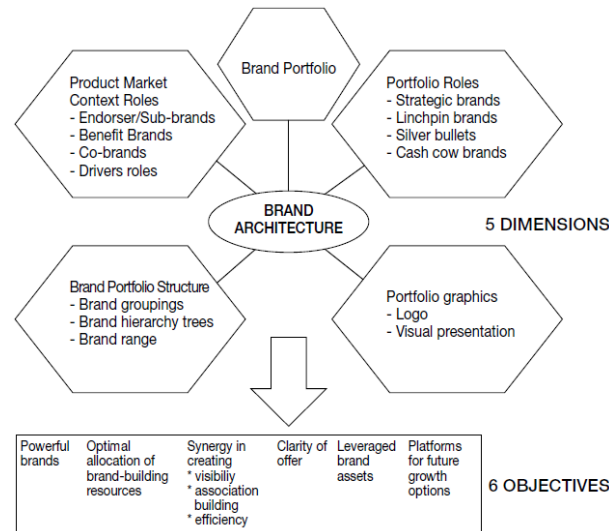 Brand Portfolio
Product Market
Context Roles
- Endorser/Sub-brands
- Benefit Brands
- Co-brands
- Drivers roles
Portfolio Roles
- Strategic brands
- Linchpin brands
- Silver bullets
- Cash cow brands
BRAND
ARCHITECTURE
5 DIMENSIONS
Brand Portfolio Structure
- Brand groupings
- Brand hierarchy trees
- Brand range
Portfolio graphics
- Logo
- Visual presentation
Powerful
brands
Optimal
allocation of
brand-building
resources
Synergy in
creating
* visibiliy
* association
building
* efficiency
Clarity of
offer
Leveraged
brand
assets
Platforms
for future
growth
options
6 OBJECTIVES